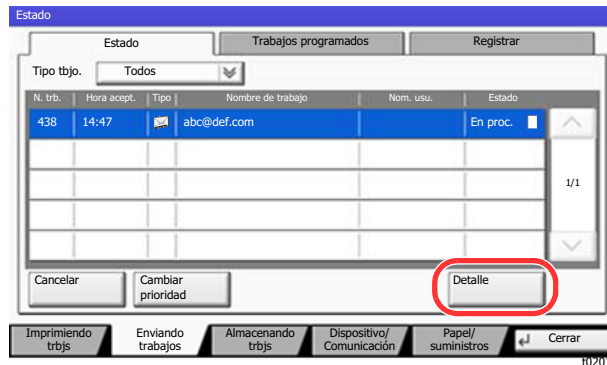 Estado
Estado Trabajos programados Registrar
Tipo tbjo. Todos
N. trb. Hora acept. Tipo Nombre de trabajo Nom. usu. Estado
438 14:47 abc@def.com En proc.
1/1
Cancelar Cambiar prioridad Detalle
Imprimiendo trbjs Enviando trabajos Almacenando trbjs Dispositivo/ Comunicación Papel/ suministros Cerrar